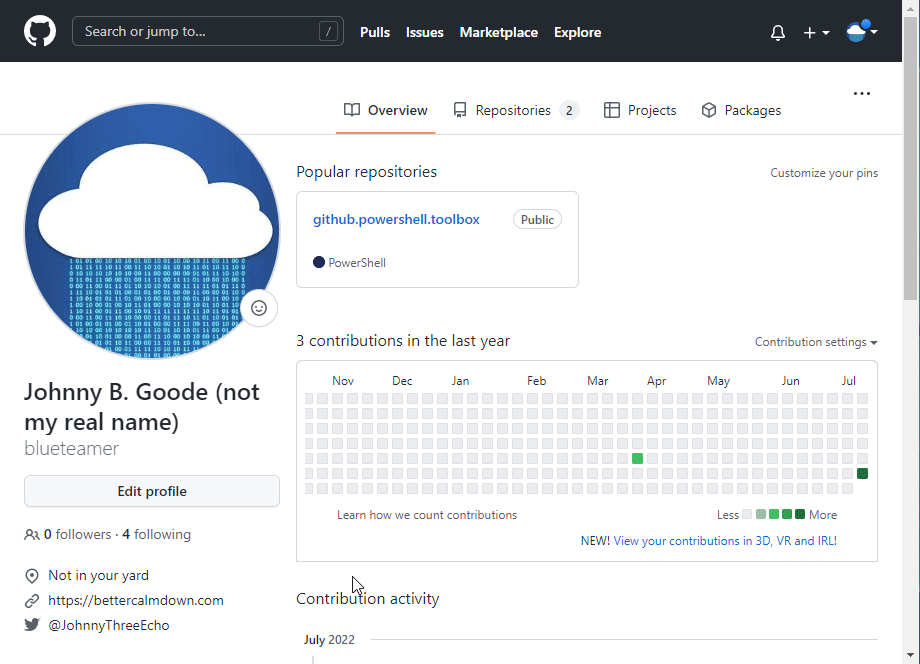 Search or jump to...
/
Pulls
Issues
Marketplace
Explore
Overview
Repositories 2
Projects
Packages
Popular repositories
Customize your pins
github.powershell.toolbox
Public
PowerShell
3 contributions in the last year
Contribution settings
Nov Dec Jan Feb Mar Apr May Jun Jul
Learn how we count contributions
Less
More
NEW! View your contributions in 3D, VR and IRL!
Contribution activity
July 2022
Johnny B. Goode (not
my real name)
blueteamer
Edit profile
0 followers · 4 following
Not in your yard
https://bettercalmdown.com
@JohnnyThreeEcho